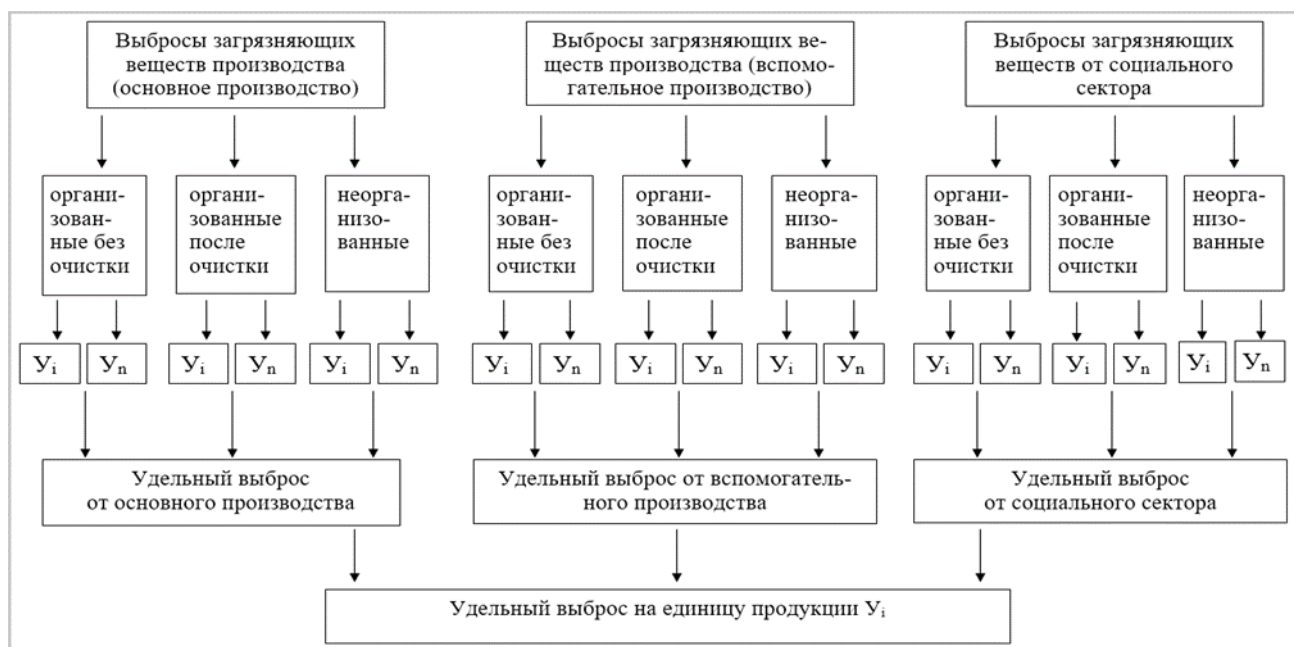 Выбросы загрязняющих
веществ производства
(основное производство)
Выбросы загрязняющих ве-
ществ производства (вспомо-
гательное производство)
Выбросы загрязняющих
веществ от социального
сектора
органи-
зован-
ные без
очистки
органи-
зованные
после
очистки
неорга-
низо-
ванные
органи-
зован-
ные без
очистки
органи-
зованные
после
очистки
неорга-
низо-
ванные
органи-
зован-
ные без
очистки
органи-
зованные
после
очистки
неорга-
низо-
ванные
Уi
Уn
Уi
Уn
Уi
Уn
Уi
Уn
Уi
Уn
Уi
Уn
Уi
Уn
Уi
Уn
Уi
Уn
Удельный выброс
от основного производства
Удельный выброс от вспомогатель-
ного производства
Удельный выброс
от социального сектора
Удельный выброс на единицу продукции Уi